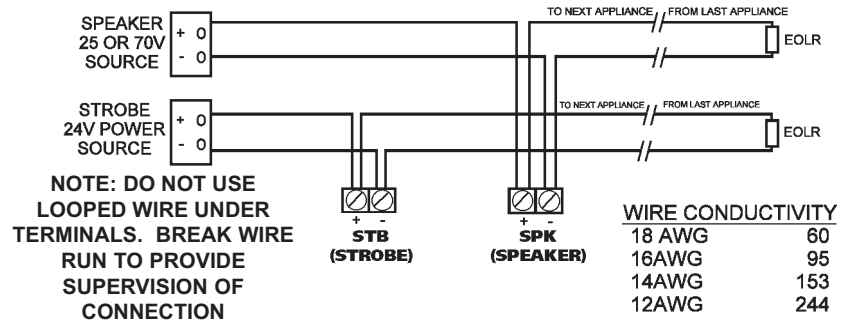 TO NEXT APPLIANCE FROM LAST APPLIANCE
SPEAKER
25 OR 70V
SOURCE
+ O
- O
EOLR
TO NEXT APPLIANCE FROM LAST APPLIANCE
STROBE
24V POWER
SOURCE
+ O
- O
EOLR
NOTE: DO NOT USE
LOOPED WIRE UNDER
TERMINALS. BREAK WIRE
RUN TO PROVIDE
SUPERVISION OF
CONNECTION
+ -
STB
(STROBE)
+ -
SPK
(SPEAKER)
WIRE CONDUCTIVITY
18 AWG 60
16AWG 95
14AWG 153
12AWG 244